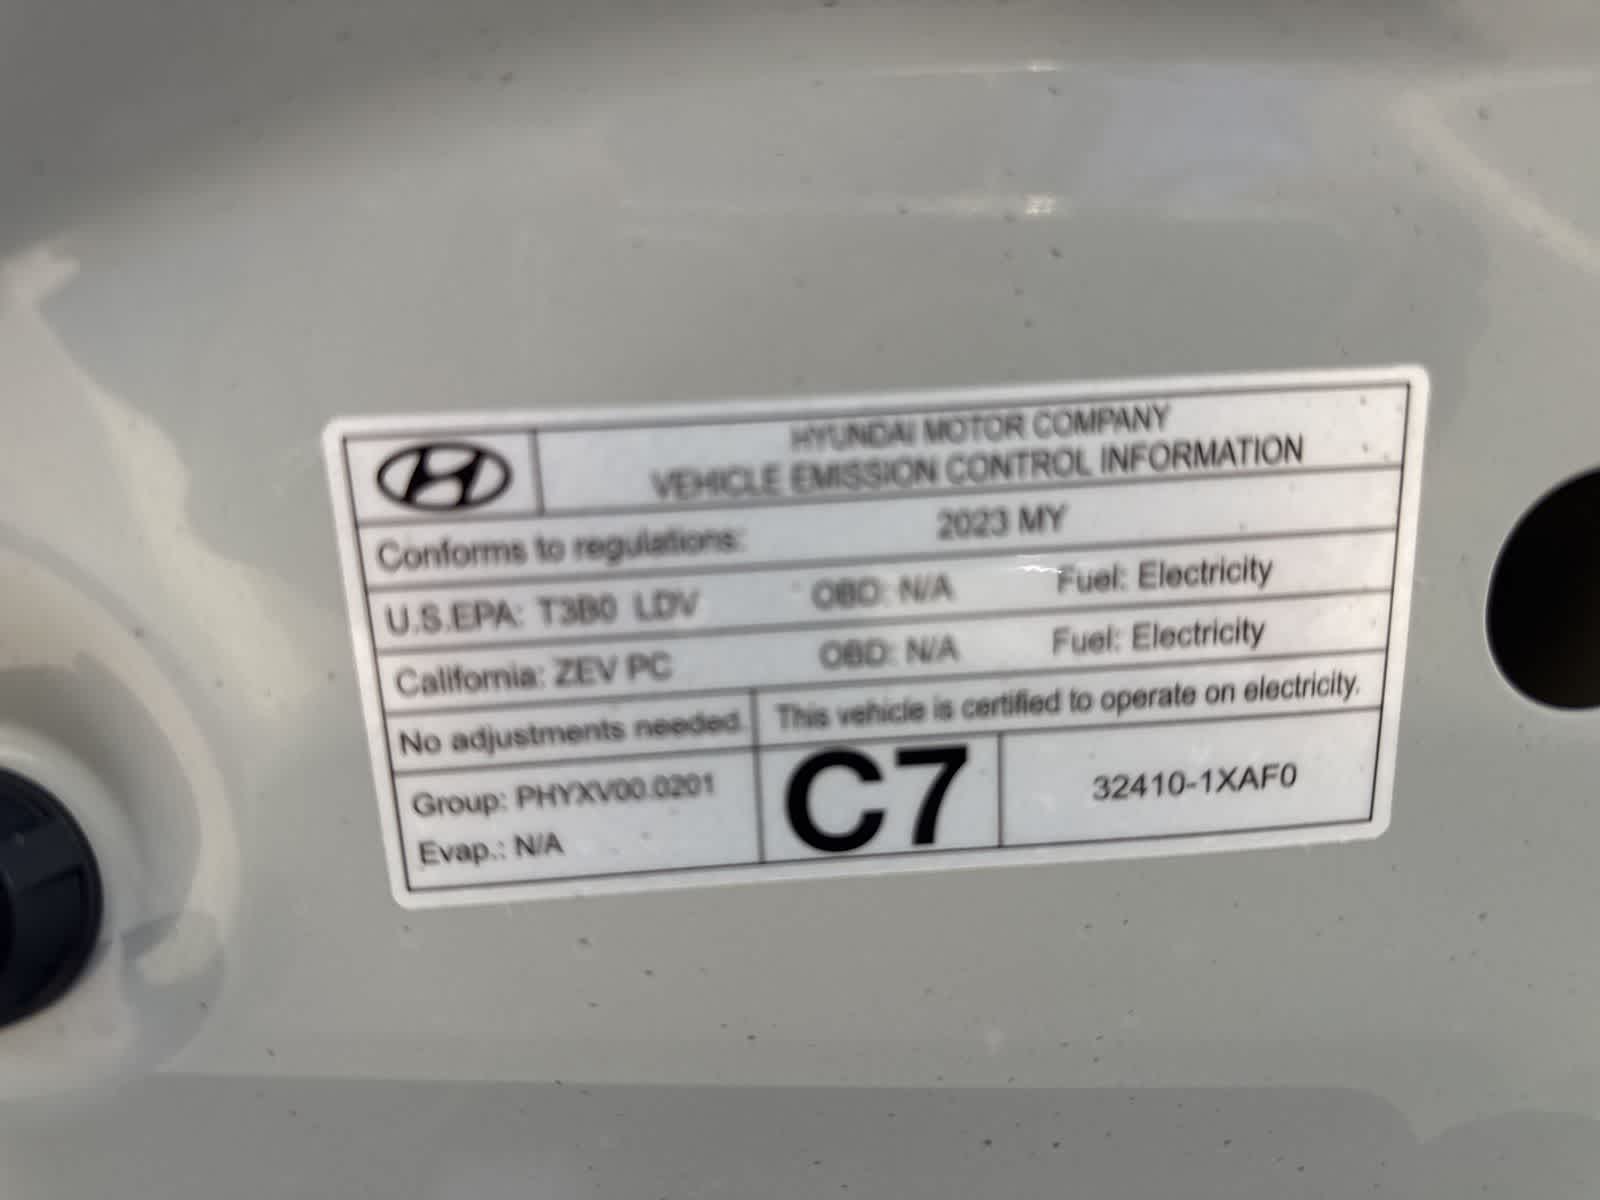 HYUNDAI MOTOR COMPANY
VEHICLE EMISSION CONTROL INFORMATION
Conforms to regulations: 2023 MY
U.S.EPA: T3B0 LDV OBD: N/A Fuel: Electricity
California: ZEV PC OBD: N/A Fuel: Electricity
No adjustments needed. This vehicle is certified to operate on electricity.
Group: PHYXV00.0201
Evap.: N/A
C7
32410-1XAF0